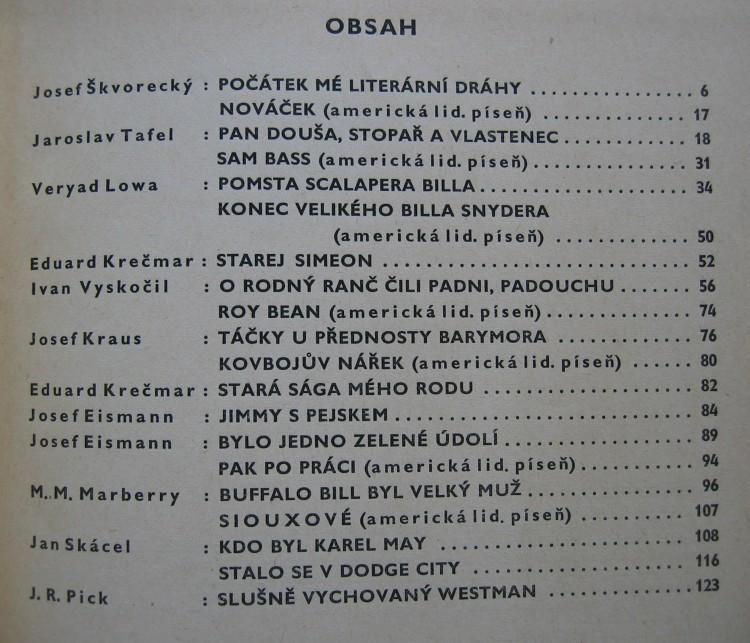 OBSAH
Josef Škvorecký : POČÁTEK MÉ LITERÁRNÍ DRÁHY .................... 6
NOVÁČEK (americká lid. píseň) .................... 17
Jaroslav Tafel : PAN DOUŠA, STOPAŘ A VLASTENEC ................ 18
SAM BASS (americká lid. píseň) .................... 31
Veryad Lowa : POMSTA SCALAPERA BILLA ......................... 34
KONEC VELIKÉHO BILLA SNYDERA
(americká lid. píseň) ................ 50
Eduard Krečmar : STAREJ SIMEON ................................... 52
Ivan Vyskočil : O RODNÝ RANČ ČILI PADNI, PADOUCHU ........ 56
ROY BEAN (americká lid. píseň) .................. 74
Josef Kraus : TÁČKY U PŘEDNOSTY BARYMORA ................ 76
KOVBOJŮV NÁŘEK (americká lid. píseň) .......... 80
Eduard Krečmar : STARÁ SÁGA MÉHO RODU ......................... 82
Josef Eismann : JIMMY S PEJSKEM .................................. 84
Josef Eismann : BYLO JEDNO ZELENÉ ÚDOLÍ ..................... 89
PAK PO PRÁCI (americká lid. píseň) .............. 94
M. M. Marberry : BUFFALO BILL BYL VELKÝ MUŽ .................. 96
SIOUXOVÉ (americká lid. píseň) ............... 107
Jan Skácel : KDO BYL KAREL MAY ............................. 108
STALO SE V DODGE CITY .......................... 116
J. R. Pick : SLUŠNĚ VYCHOVANÝ WESTMAN ................. 123